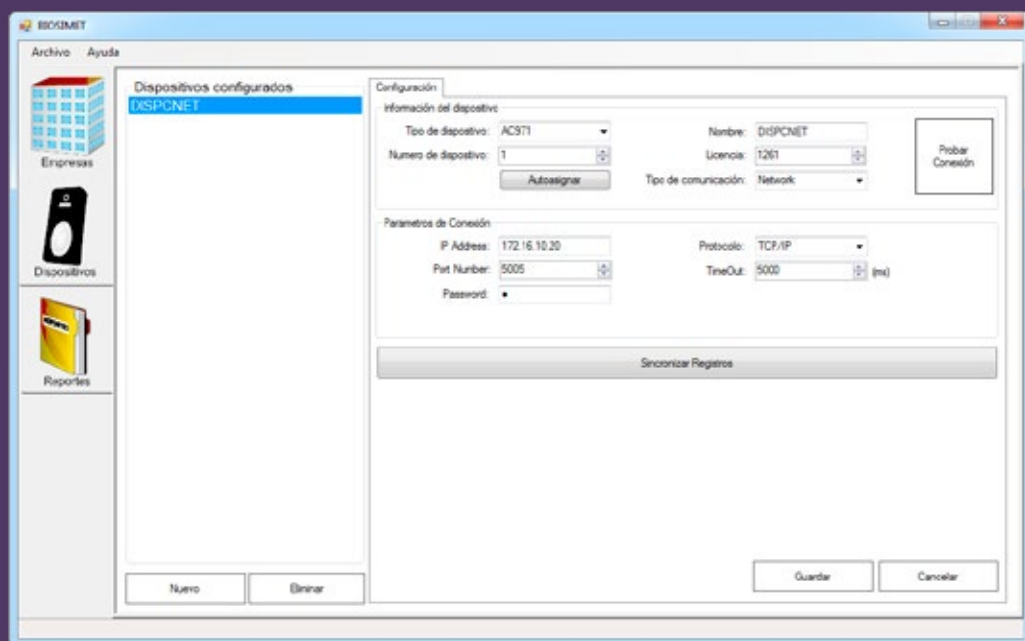 BIOSIMET
Archivo Ayuda
Empresas
Dispositivos
Reportes
Dispositivos configurados
DISPCNET
Nuevo
Eliminar
Configuración
Información del dispositivo
Tipo de dispostivo: AC971
Nombre: DISPCNET
Numero de dispostivo: 1
Licencia: 1261
Autoasignar
Tipo de comunicación: Network
Probar Conexión
Parametros de Conexión
IP Address: 172.16.10.20
Protocolo: TCP/IP
Port Number: 5005
TimeOut: 5000 (ms)
Password:
Sincronizar Registros
Guardar
Cancelar